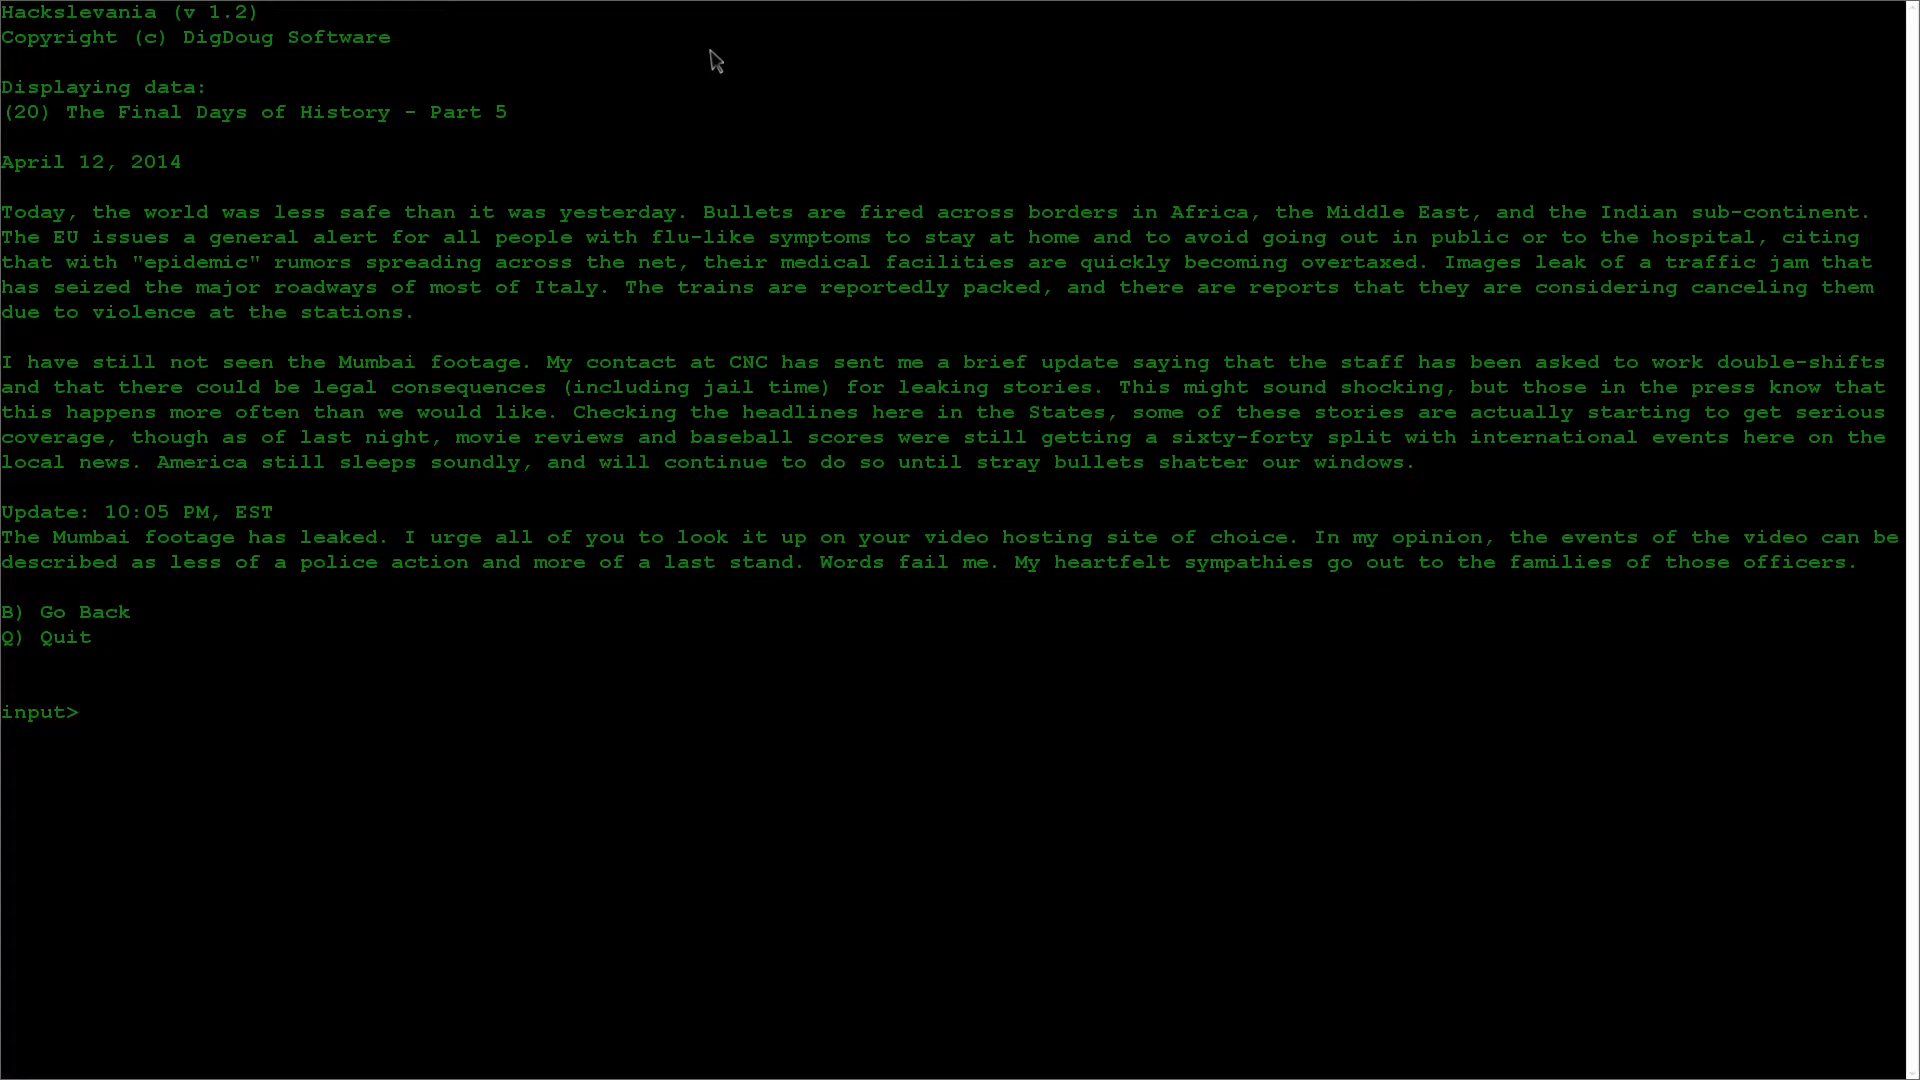 Hackslevania (v 1.2)
Copyright (c) DigDoug Software
Displaying data:
(20) The Final Days of History - Part 5
April 12, 2014
Today, the world was less safe than it was yesterday. Bullets are fired across borders in Africa, the Middle East, and the Indian sub-continent.
The EU issues a general alert for all people with flu-like symptoms to stay at home and to avoid going out in public or to the hospital, citing
that with "epidemic" rumors spreading across the net, their medical facilities are quickly becoming overtaxed. Images leak of a traffic jam that
has seized the major roadways of most of Italy. The trains are reportedly packed, and there are reports that they are considering canceling them
due to violence at the stations.
I have still not seen the Mumbai footage. My contact at CNC has sent me a brief update saying that the staff has been asked to work double-shifts
and that there could be legal consequences (including jail time) for leaking stories. This might sound shocking, but those in the press know that
this happens more often than we would like. Checking the headlines here in the States, some of these stories are actually starting to get serious
coverage, though as of last night, movie reviews and baseball scores were still getting a sixty-forty split with international events here on the
local news. America still sleeps soundly, and will continue to do so until stray bullets shatter our windows.
Update: 10:05 PM, EST
The Mumbai footage has leaked. I urge all of you to look it up on your video hosting site of choice. In my opinion, the events of the video can be
described as less of a police action and more of a last stand. Words fail me. My heartfelt sympathies go out to the families of those officers.
B) Go Back
Q) Quit
input>